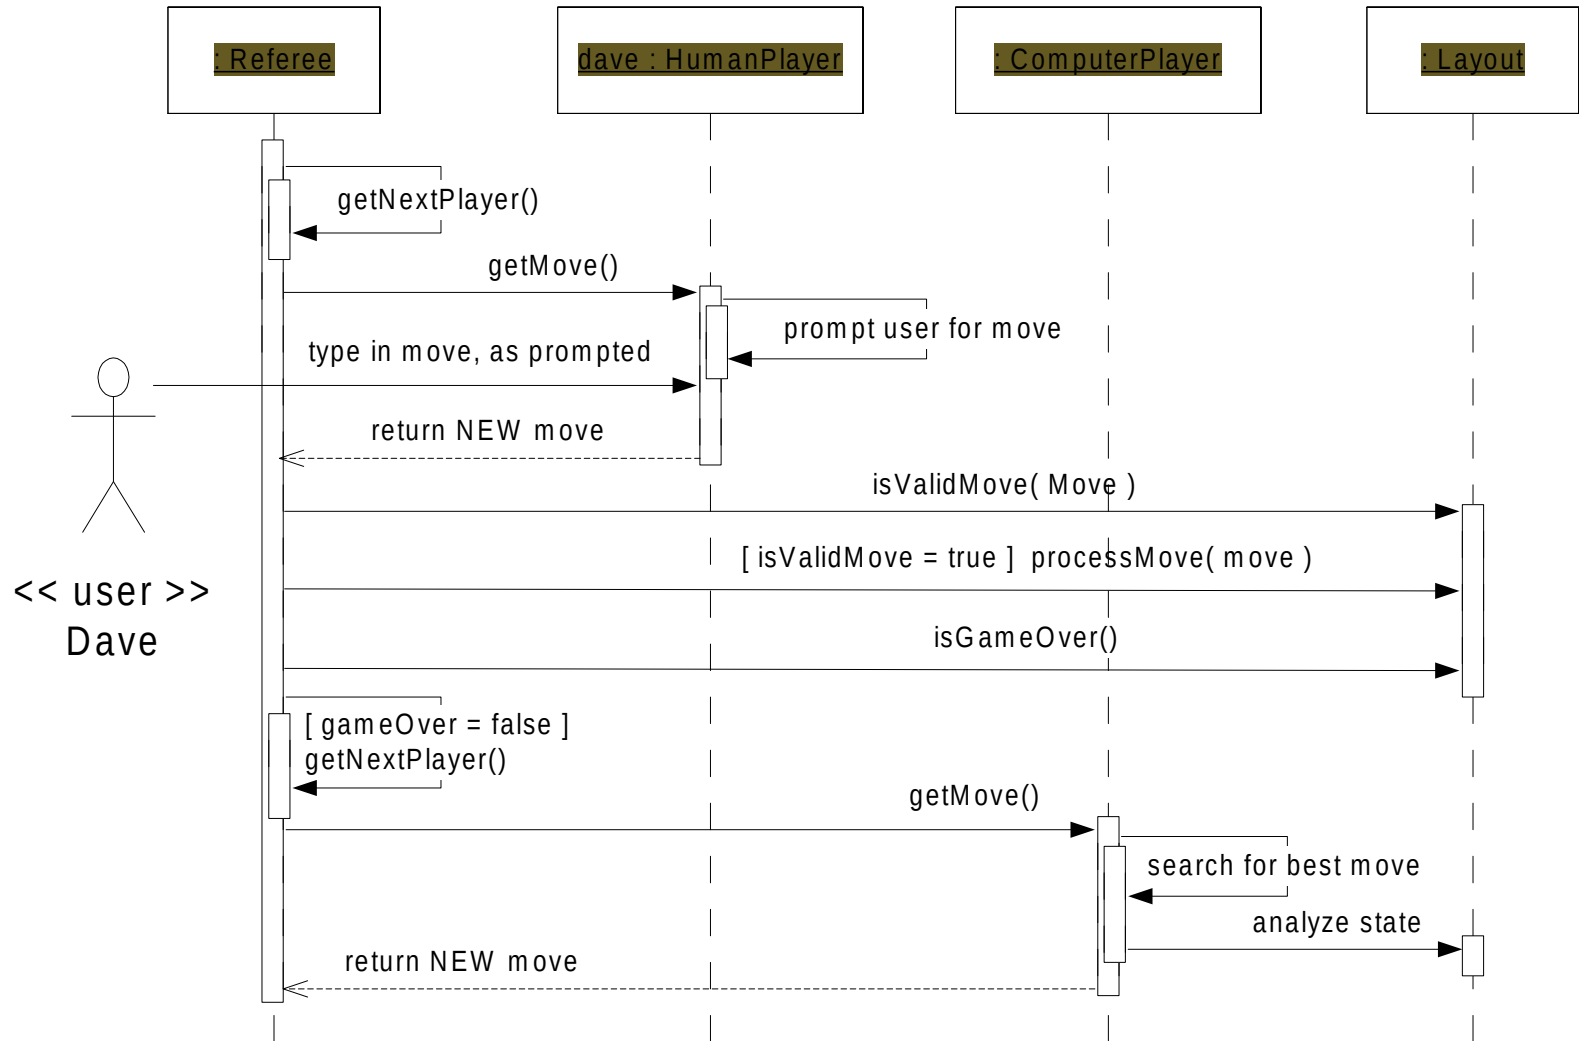 : Referee
dave : HumanPlayer
: ComputerPlayer
: Layout
getNextPlayer()
getMove()
prompt user for move
type in move, as prompted
return NEW move
isValidMove( Move )
[ isValidMove = true ] processMove( move )
<< user >>
Dave
isGameOver()
[ gameOver = false ]
getNextPlayer()
getMove()
search for best move
analyze state
return NEW move